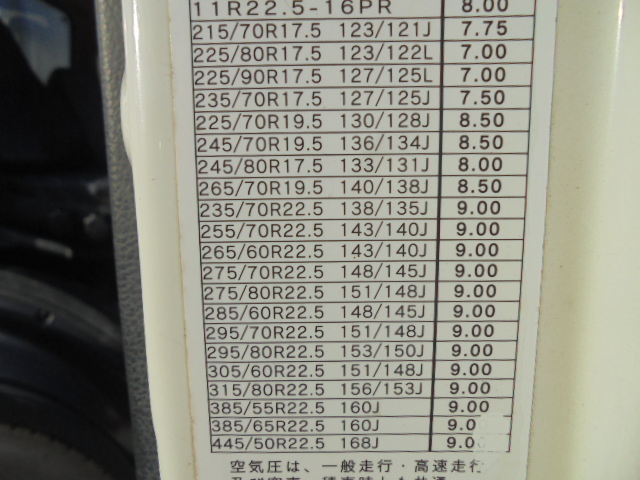 11R22.5-16PR 8.00
215/70R17.5 123/121J 7.75
225/80R17.5 123/122L 7.00
225/90R17.5 127/125L 7.00
235/70R17.5 127/125J 7.50
225/70R19.5 130/128J 8.50
245/70R19.5 136/134J 8.50
245/80R17.5 133/131J 8.00
265/70R19.5 140/138J 8.50
235/70R22.5 138/135J 9.00
255/70R22.5 143/140J 9.00
265/60R22.5 143/140J 9.00
275/70R22.5 148/145J 9.00
275/80R22.5 151/148J 9.00
285/60R22.5 148/145J 9.00
295/70R22.5 151/148J 9.00
295/80R22.5 153/150J 9.00
305/60R22.5 151/148J 9.00
315/80R22.5 156/153J 9.00
385/55R22.5 160J 9.00
385/65R22.5 160J 9.0
445/50R22.5 168J 9.00
空気圧は、一般走行・高速走行